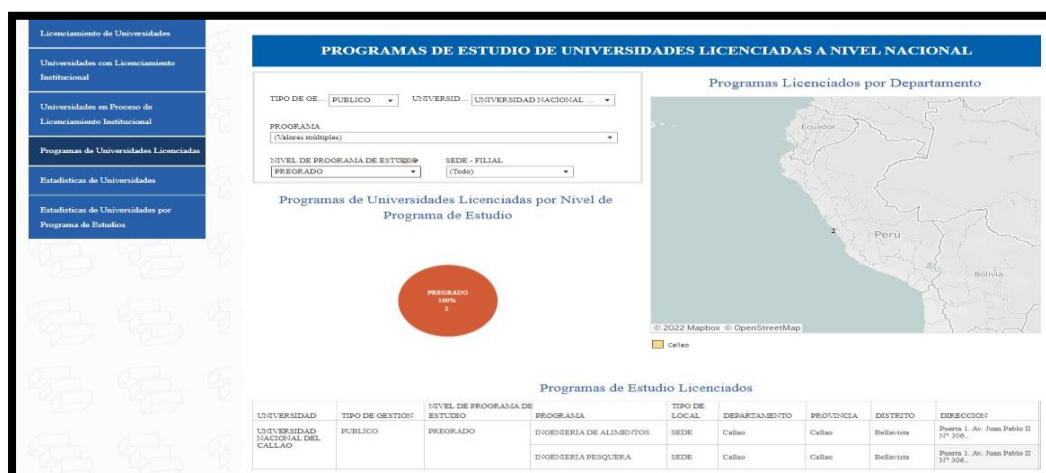 Licenciamiento de Universidades
Universidades con Licenciamiento
Institucional
Universidades en Proceso de
Licenciamiento Institucional
Programas de Universidades Licenciadas
Estadísticas de Universidades
Estadísticas de Universidades por
Programa de Estudios
PROGRAMAS DE ESTUDIO DE UNIVERSIDADES LICENCIADAS A NIVEL NACIONAL
TIPO DE GE... PUBLICO UNIVERSID... UNIVERSIDAD NACIONAL ...
PROGRAMA
(Valores múltiples)
NIVEL DE PROGRAMA DE ESTUDIO SEDE - FILIAL
PREGRADO (Todo)
Programas de Universidades Licenciadas por Nivel de
Programa de Estudio
PREGRADO
100%
2
Programas Licenciados por Departamento
Ecuador
2
Perú
Bolivia
© 2022 Mapbox © OpenStreetMap
Callao
Programas de Estudio Licenciados
UNIVERSIDAD TIPO DE GESTION NIVEL DE PROGRAMA DE ESTUDIO PROGRAMA TIPO DE LOCAL DEPARTAMENTO PROVINCIA DISTRITO DIRECCION
UNIVERSIDAD NACIONAL DEL CALLAO PUBLICO PREGRADO INGENIERÍA DE ALIMENTOS SEDE Callao Callao Bellavista Puerta 1. Av. Juan Pablo II N° 306..
INGENIERÍA PESQUERA SEDE Callao Callao Bellavista Puerta 1. Av. Juan Pablo II N° 306..